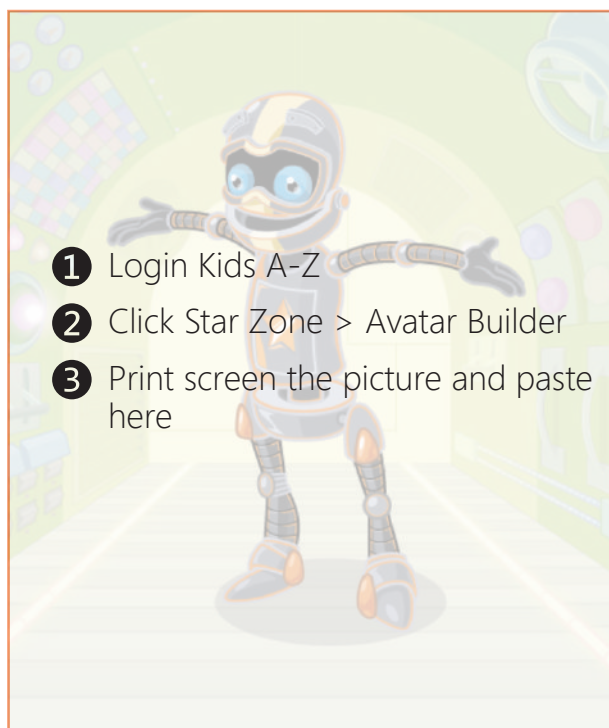 1 Login Kids A-Z
2 Click Star Zone > Avatar Builder
3 Print screen the picture and paste
here